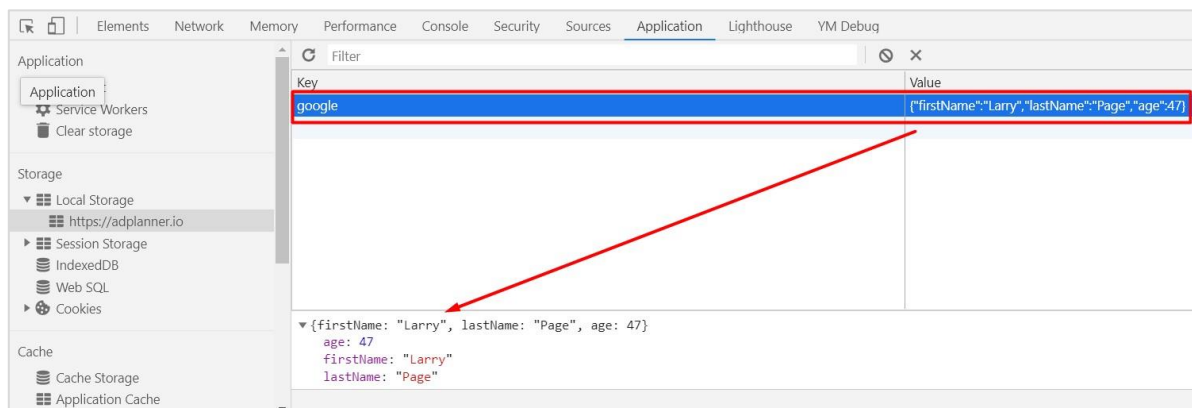 Elements Network Memory Performance Console Security Sources Application Lighthouse YM Debug
Application
Application
Service Workers
Clear storage
Storage
Local Storage
https://adplanner.io
Session Storage
IndexedDB
Web SQL
Cookies
Cache
Cache Storage
Application Cache
Filter
Key Value
google {"firstName":"Larry","lastName":"Page","age":47}
{firstName: "Larry", lastName: "Page", age: 47}
age: 47
firstName: "Larry"
lastName: "Page"